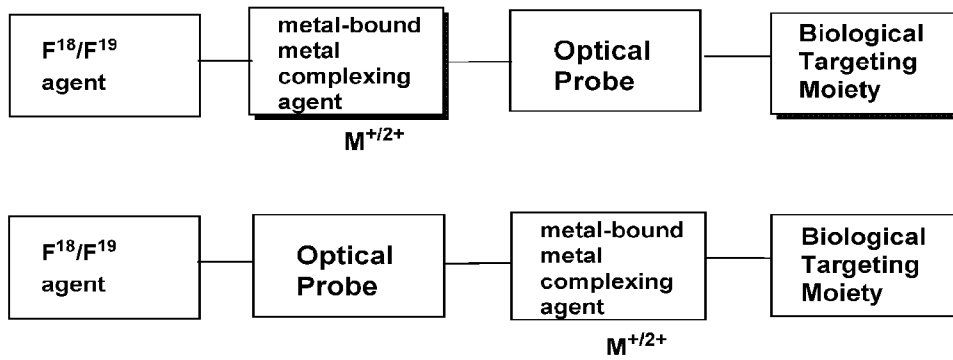 F¹⁸/F¹⁹
agent
metal-bound
metal
complexing
agent
M⁺/²⁺
Optical
Probe
Biological
Targeting
Moiety
F¹⁸/F¹⁹
agent
Optical
Probe
metal-bound
metal
complexing
agent
M⁺/²⁺
Biological
Targeting
Moiety